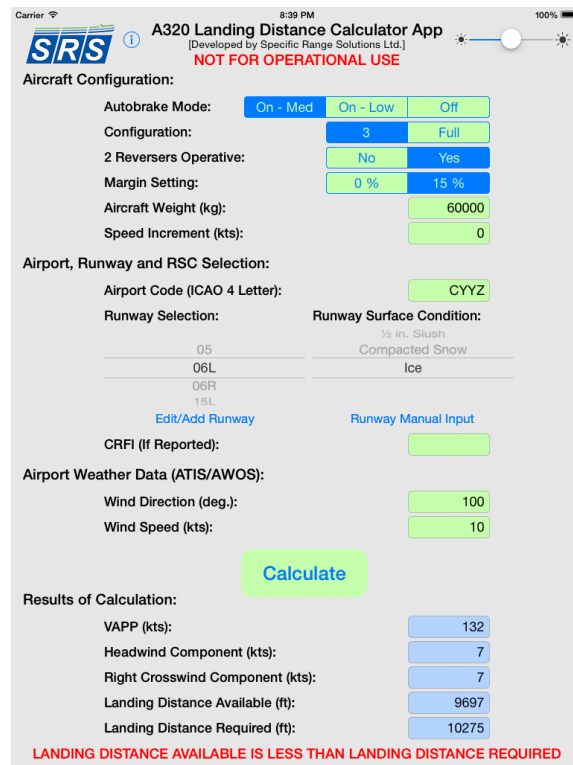 Carrier 8:39 PM 100%
SRS
i
A320 Landing Distance Calculator App
[Developed by Specific Range Solutions Ltd.]
NOT FOR OPERATIONAL USE
Aircraft Configuration:
Autobrake Mode: On - Med On - Low Off
Configuration: 3 Full
2 Reversers Operative: No Yes
Margin Setting: 0 % 15 %
Aircraft Weight (kg): 60000
Speed Increment (kts): 0
Airport, Runway and RSC Selection:
Airport Code (ICAO 4 Letter): CYYZ
Runway Selection: Runway Surface Condition:
½ in. Slush
05 Compacted Snow
06L Ice
06R
15L
Edit/Add Runway Runway Manual Input
CRFI (If Reported):
Airport Weather Data (ATIS/AWOS):
Wind Direction (deg.): 100
Wind Speed (kts): 10
Calculate
Results of Calculation:
VAPP (kts): 132
Headwind Component (kts): 7
Right Crosswind Component (kts): 7
Landing Distance Available (ft): 9697
Landing Distance Required (ft): 10275
LANDING DISTANCE AVAILABLE IS LESS THAN LANDING DISTANCE REQUIRED